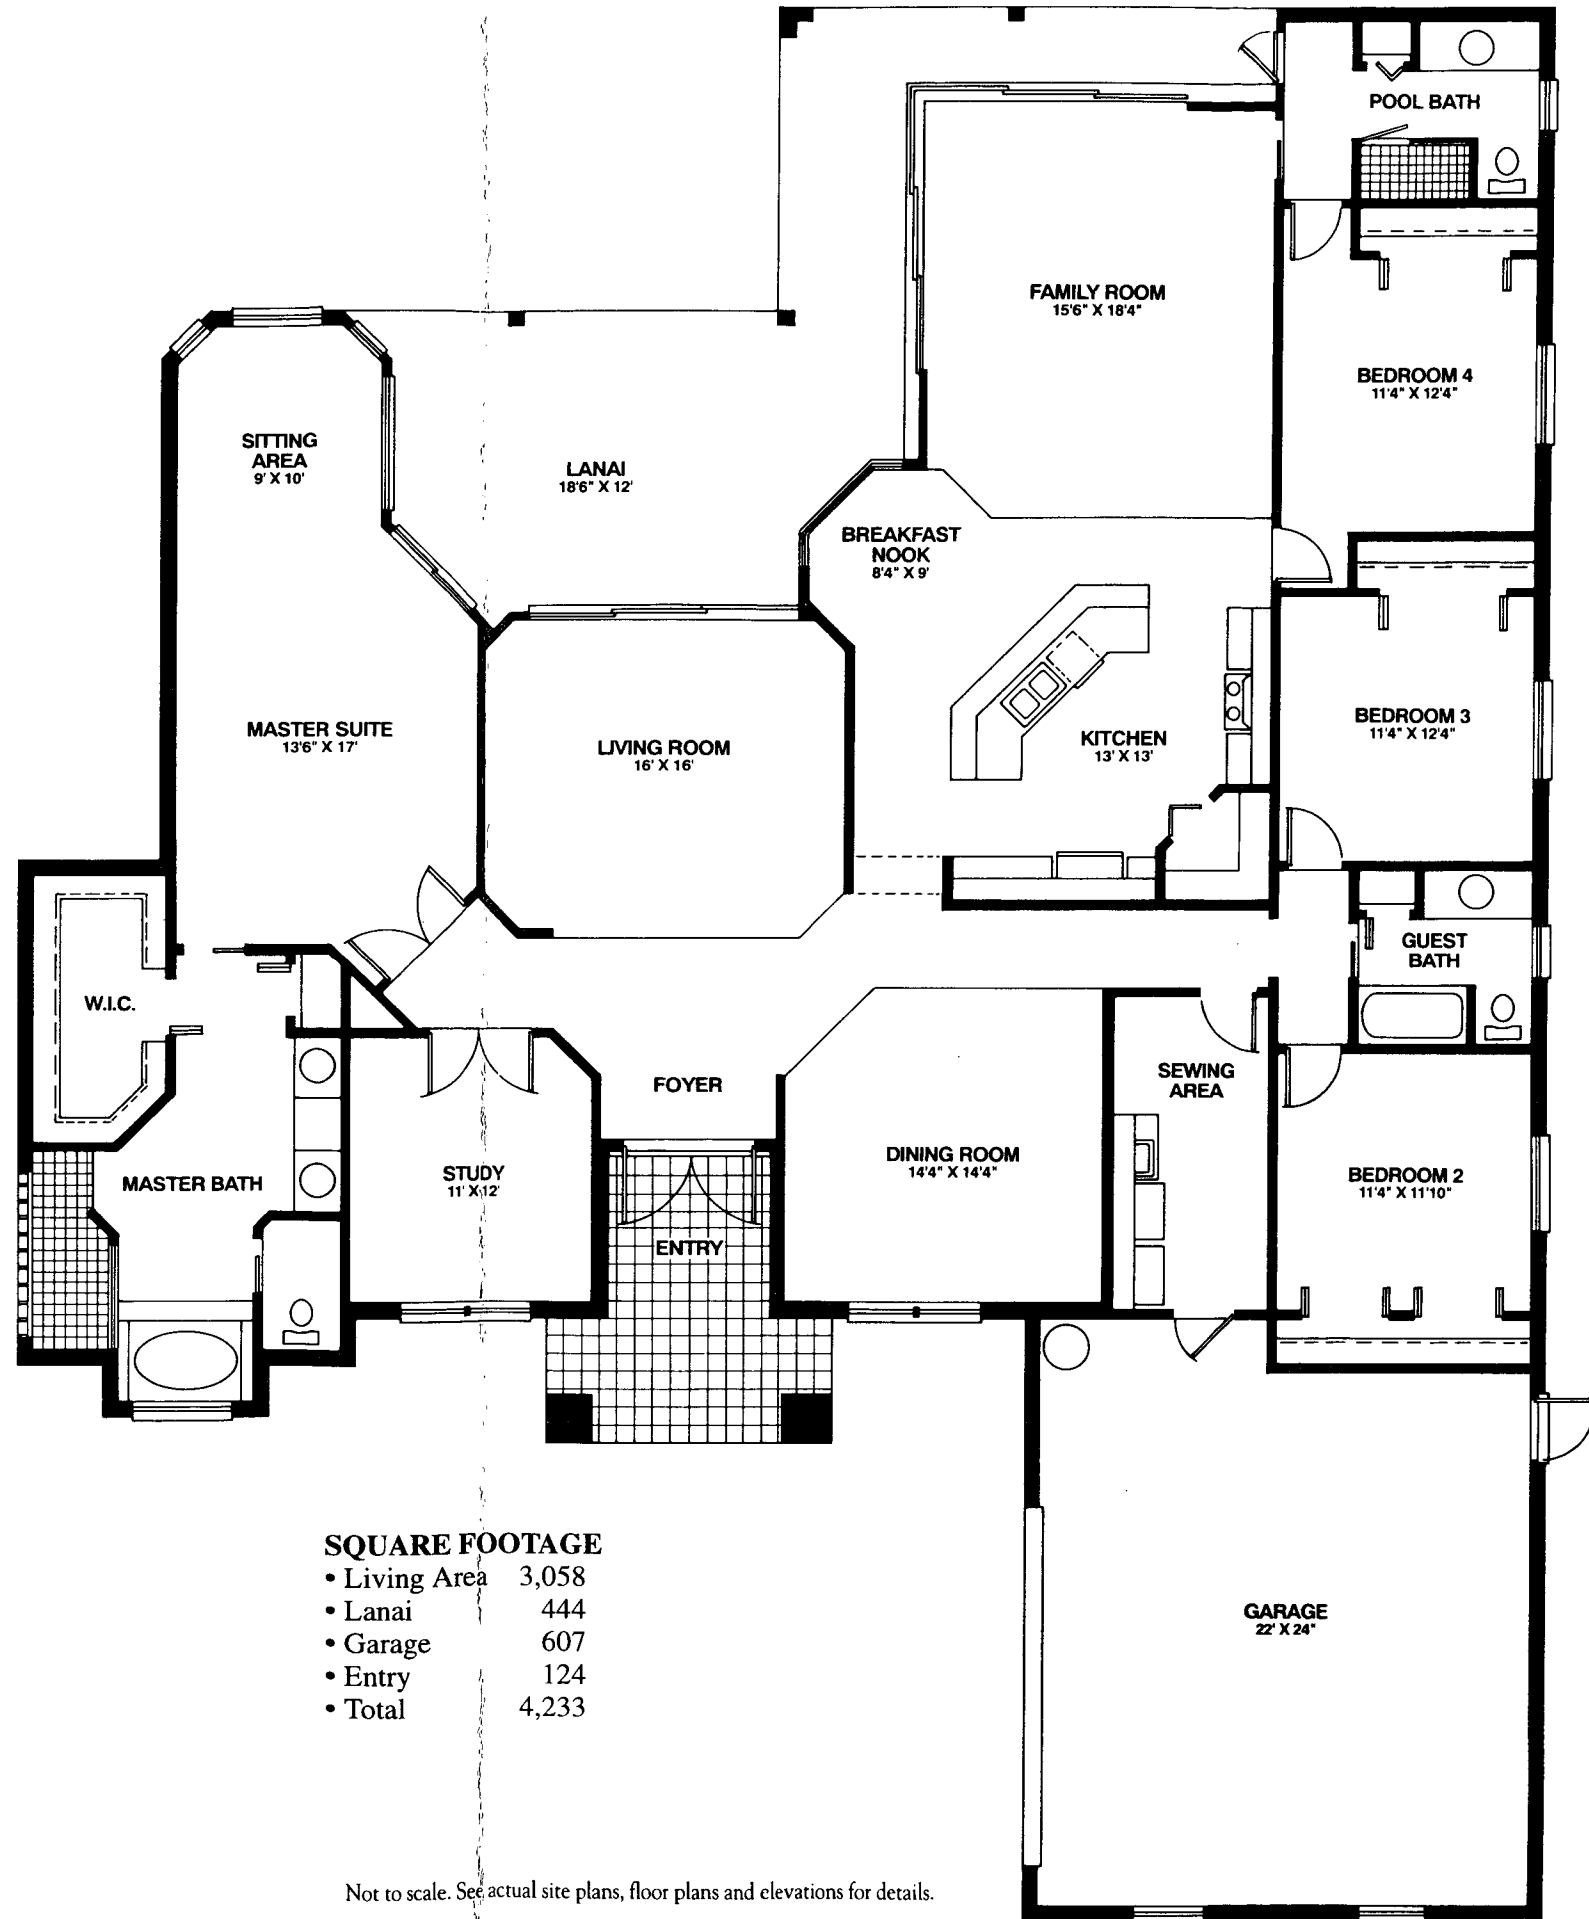 POOL BATH
FAMILY ROOM
15'6" X 18'4"
BEDROOM 4
11'4" X 12'4"
SITTING
AREA
9' X 10'
LANAI
18'6" X 12'
BREAKFAST
NOOK
8'4" X 9'
MASTER SUITE
13'6" X 17'
LIVING ROOM
16' X 16'
KITCHEN
13' X 13'
BEDROOM 3
11'4" X 12'4"
GUEST
BATH
W.I.C.
FOYER
SEWING
AREA
MASTER BATH
STUDY
11' X 12'
DINING ROOM
14'4" X 14'4"
BEDROOM 2
11'4" X 11'10"
ENTRY
SQUARE FOOTAGE
• Living Area 3,058
• Lanai 444
• Garage 607
• Entry 124
• Total 4,233
GARAGE
22' X 24"
Not to scale. See actual site plans, floor plans and elevations for details.